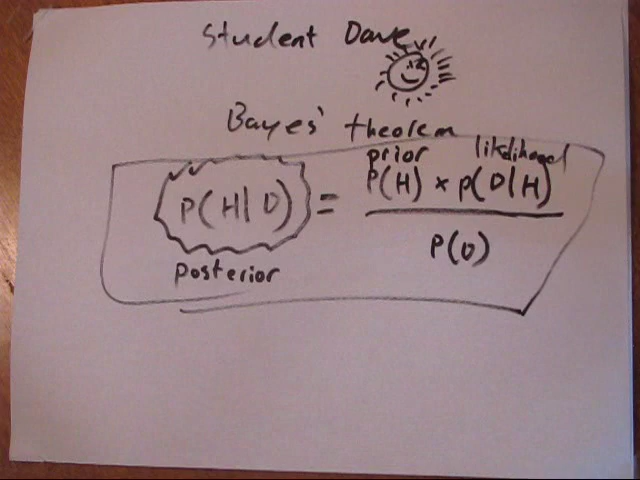 Student Dave
Bayes' theorem
prior likelihood
P(H|D) = P(H) × p(D|H)
P(D)
posterior